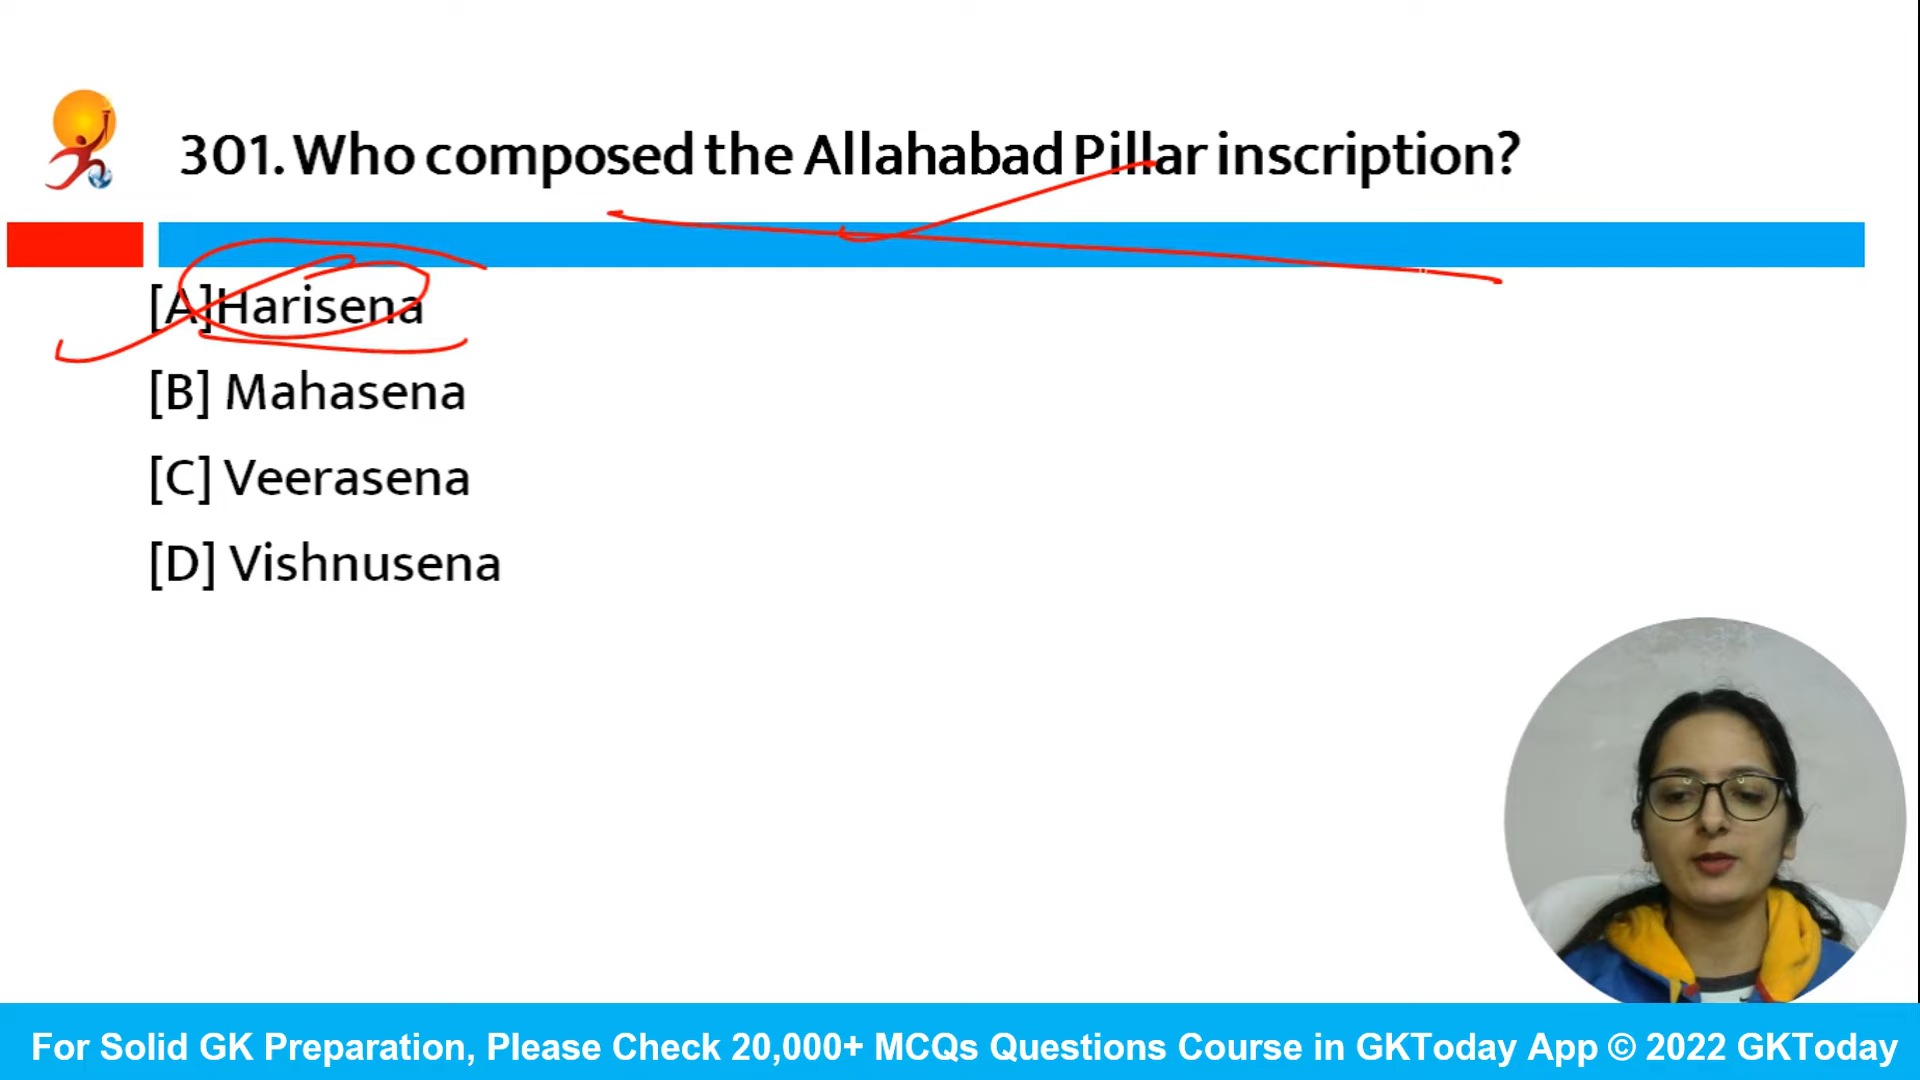 301. Who composed the Allahabad Pillar inscription?
[A]Harisena
[B] Mahasena
[C] Veerasena
[D] Vishnusena
For Solid GK Preparation, Please Check 20,000+ MCQs Questions Course in GKToday App © 2022 GKToday